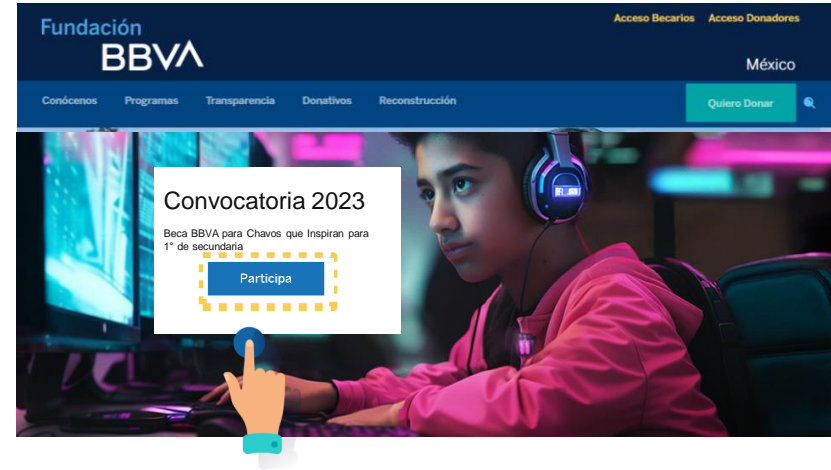 Fundación
BBVA
Acceso Becarios Acceso Donadores
México
Conócenos Programas Transparencia Donativos Reconstrucción Quiero Donar
Convocatoria 2023
Beca BBVA para Chavos que Inspiran para
1° de secundaria
Participa